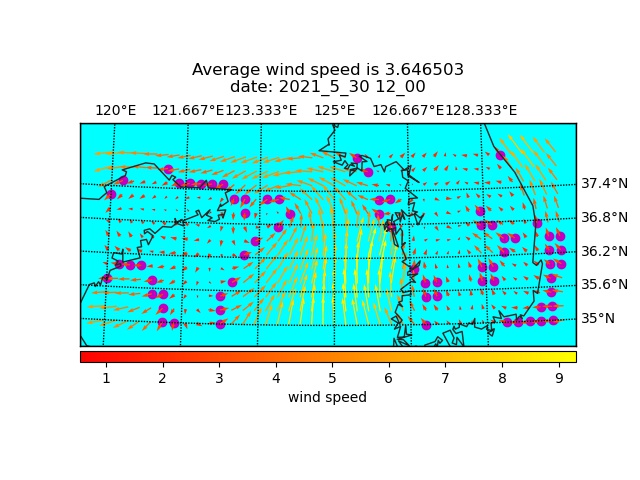 Average wind speed is 3.646503
date: 2021_5_30 12_00
120°E 121.667°E 123.333°E 125°E 126.667°E 128.333°E
37.4°N
36.8°N
36.2°N
35.6°N
35°N
1 2 3 4 5 6 7 8 9
wind speed